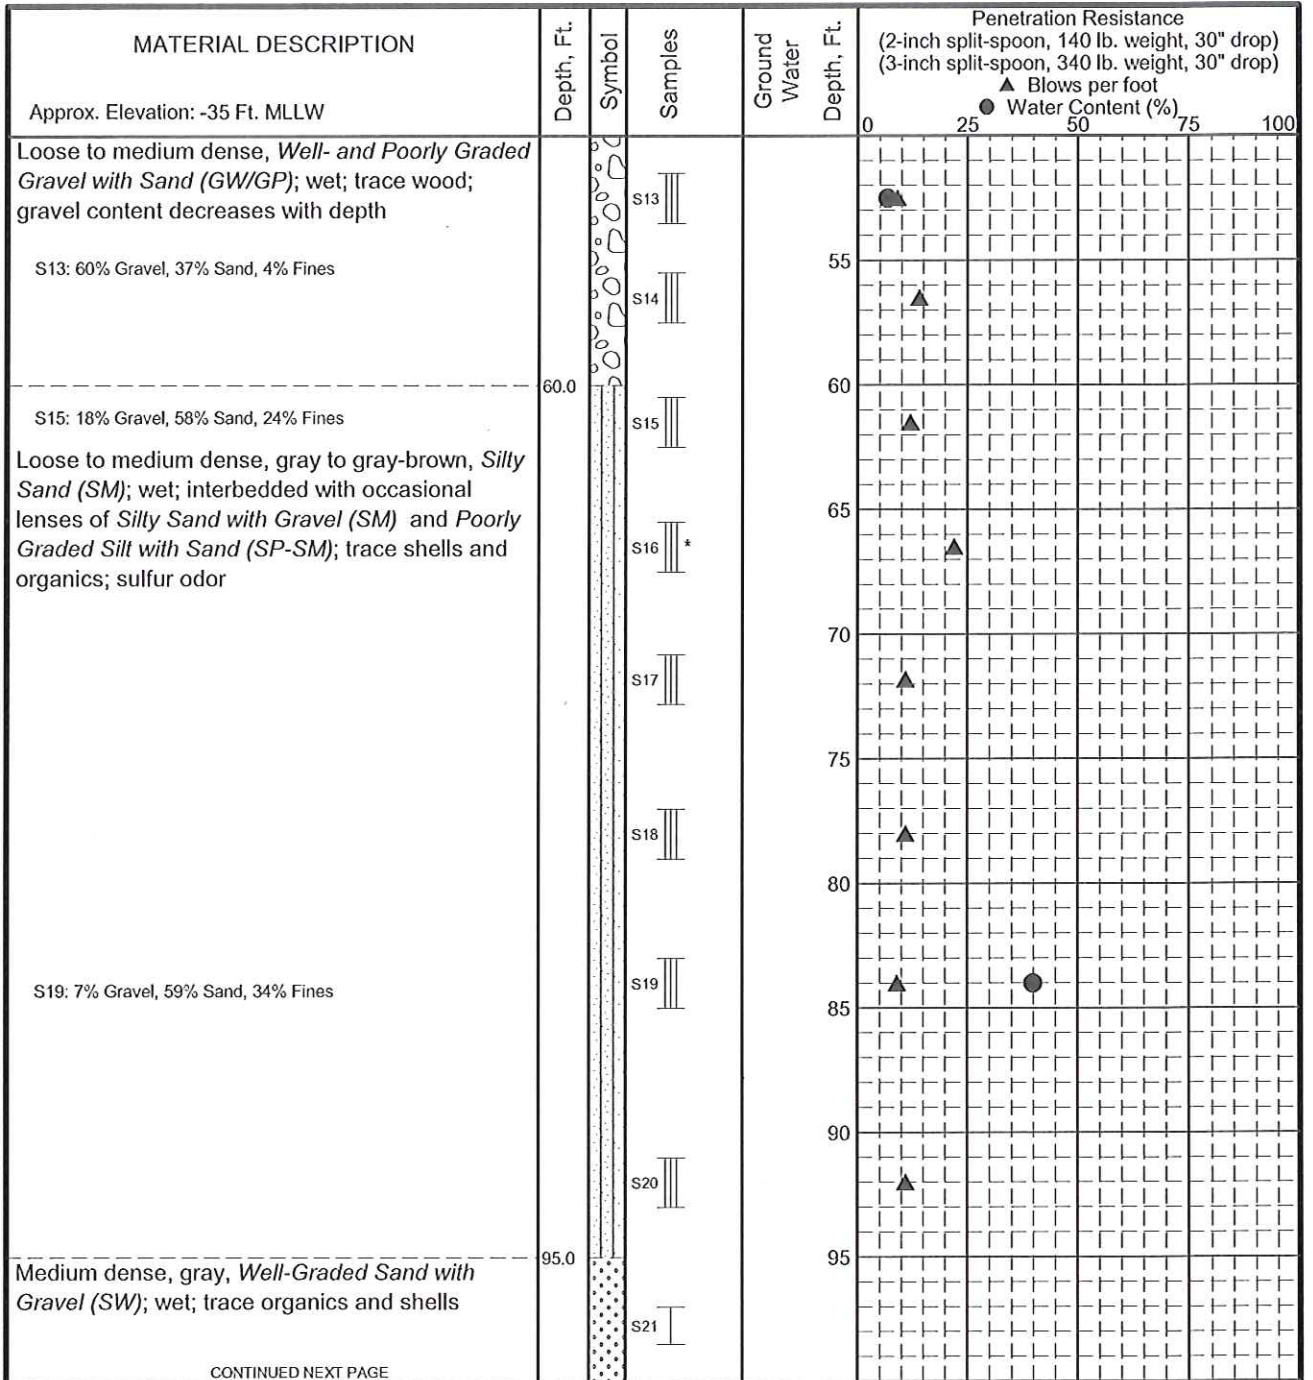 MATERIAL DESCRIPTION
Approx. Elevation: -35 Ft. MLLW
Depth, Ft.
Symbol
Samples
Ground
Water
Depth, Ft.
Penetration Resistance
(2-inch split-spoon, 140 lb. weight, 30" drop)
(3-inch split-spoon, 340 lb. weight, 30" drop)
▲ Blows per foot
● Water Content (%)
0 25 50 75 100
Loose to medium dense, Well- and Poorly Graded
Gravel with Sand (GW/GP); wet; trace wood;
gravel content decreases with depth
S13: 60% Gravel, 37% Sand, 4% Fines
S13
55
S14
60.0
60
S15: 18% Gravel, 58% Sand, 24% Fines
S15
Loose to medium dense, gray to gray-brown, Silty
Sand (SM); wet; interbedded with occasional
lenses of Silty Sand with Gravel (SM) and Poorly
Graded Silt with Sand (SP-SM); trace shells and
organics; sulfur odor
65
S16 *
70
S17
75
S18
80
S19: 7% Gravel, 59% Sand, 34% Fines
S19
85
90
S20
95.0
95
Medium dense, gray, Well-Graded Sand with
Gravel (SW); wet; trace organics and shells
S21
CONTINUED NEXT PAGE